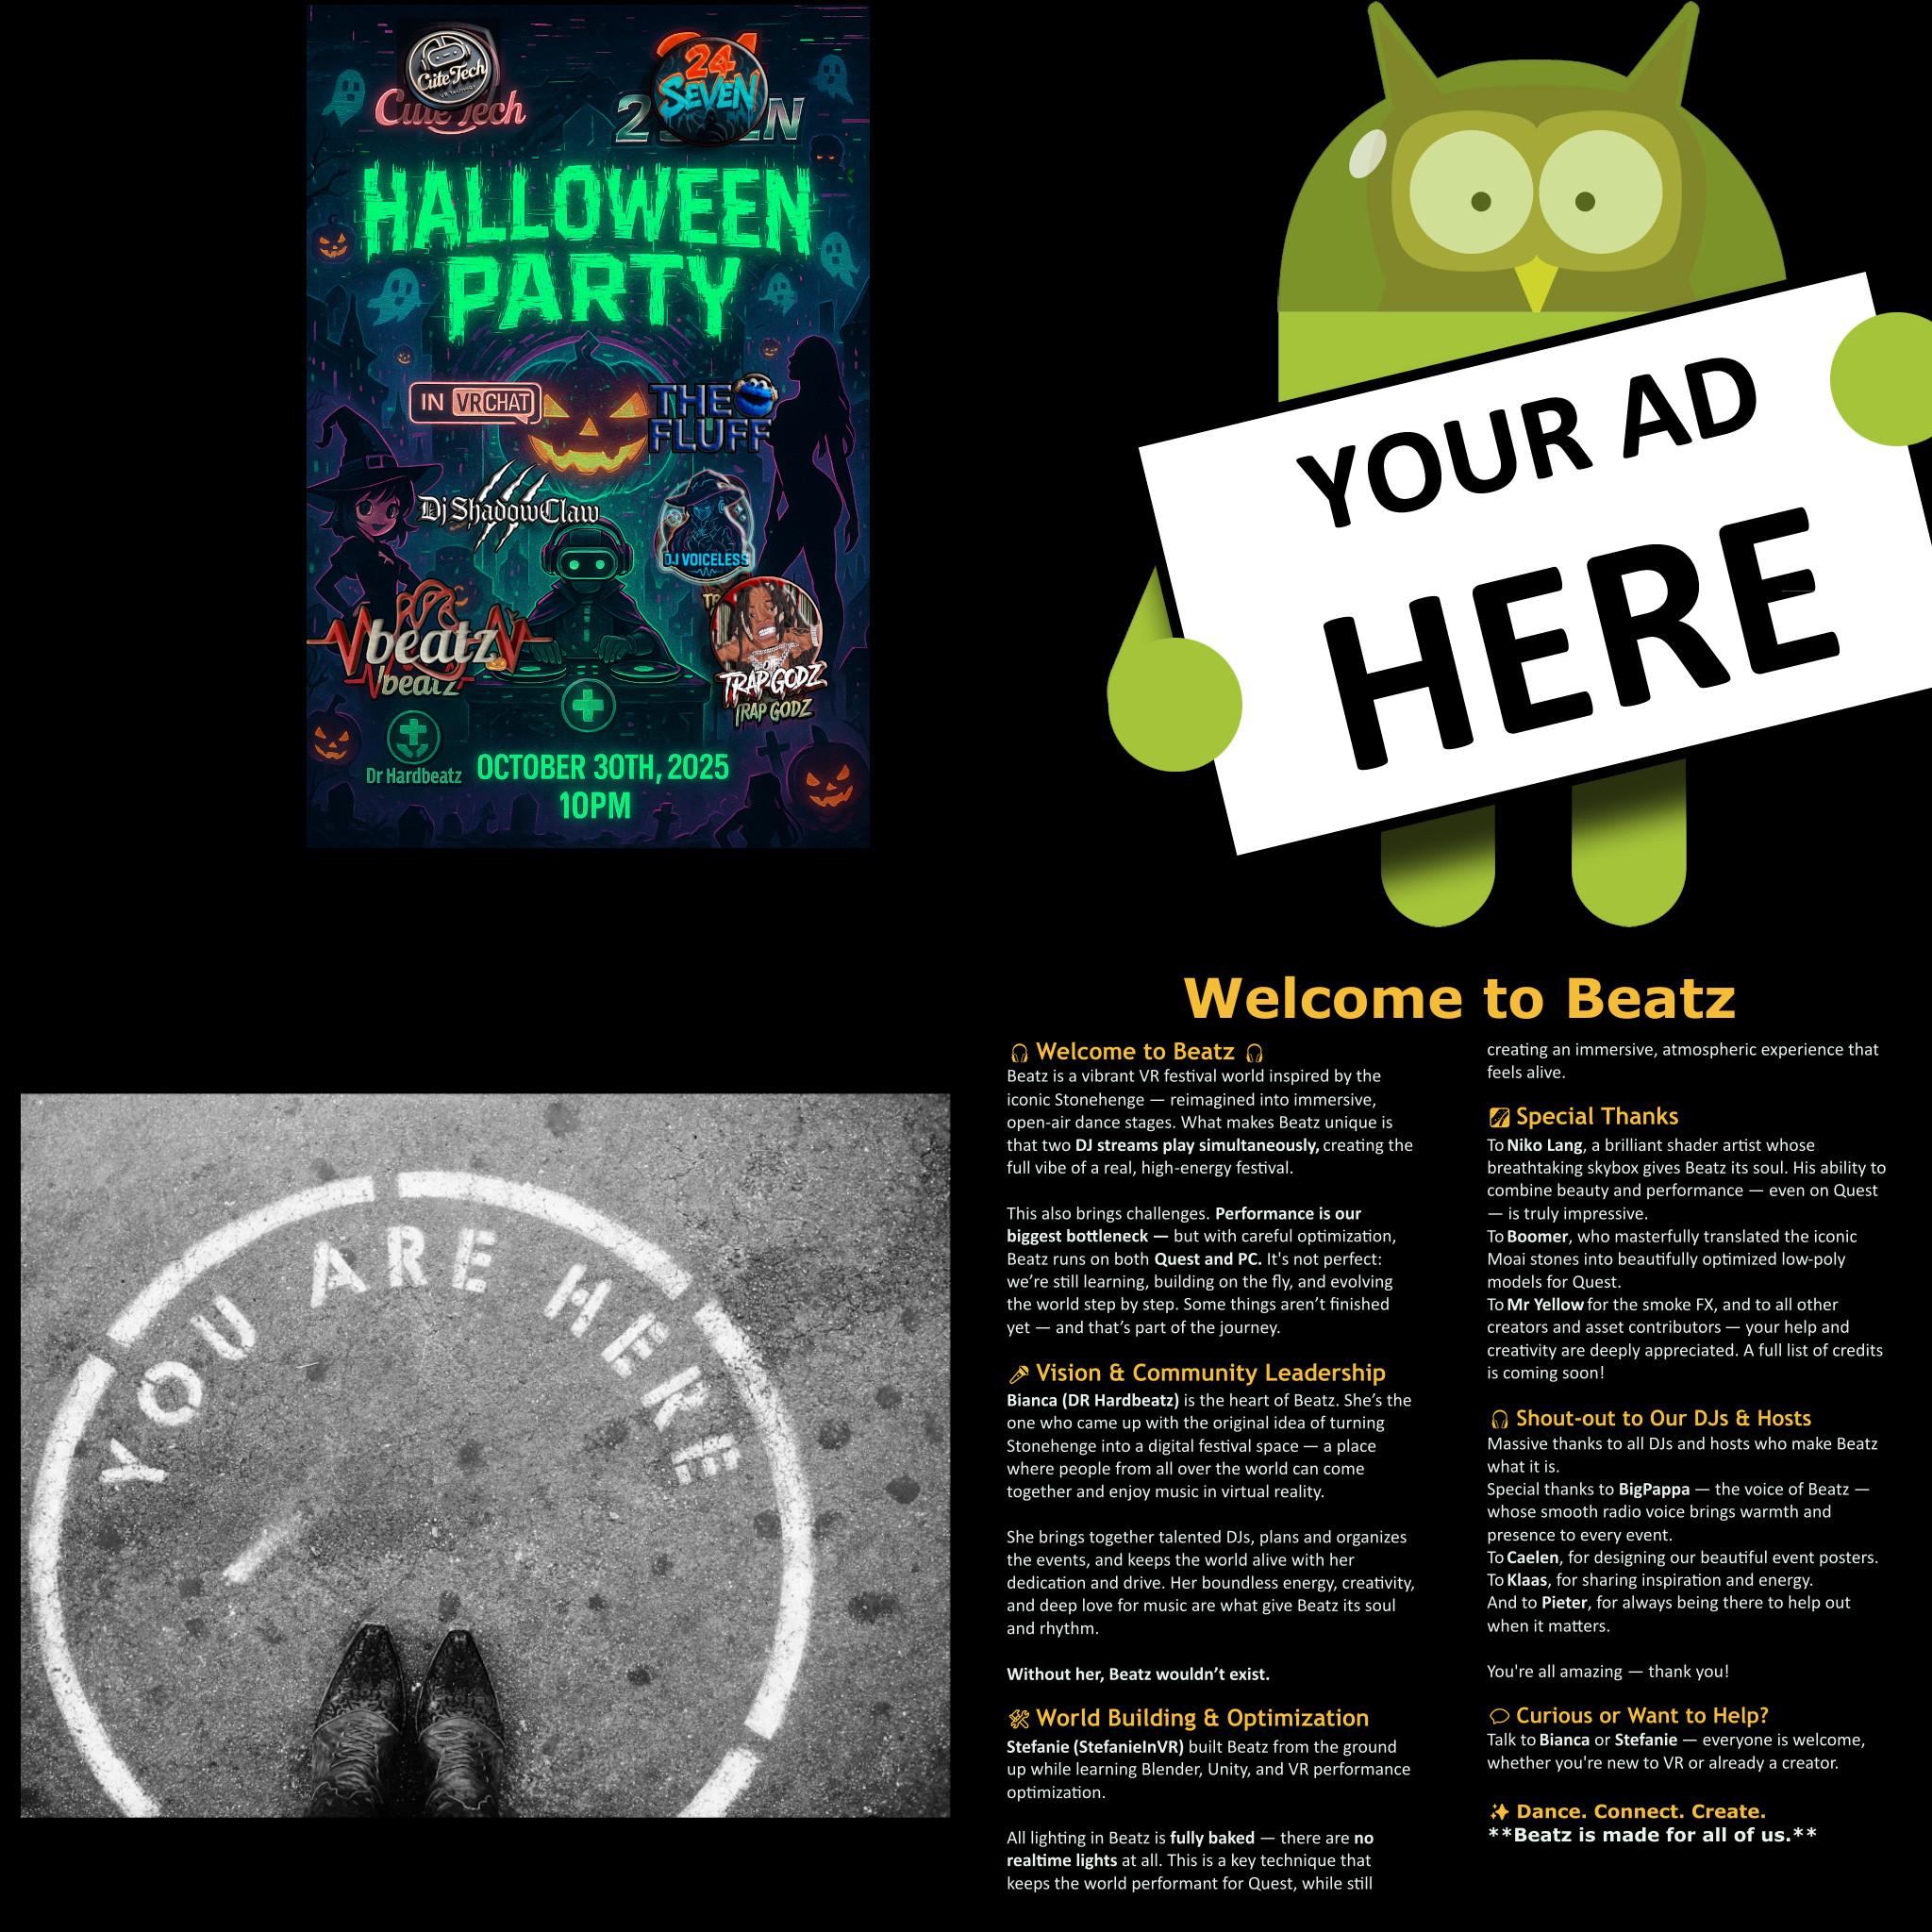 Cute Tech
VR Technology
Cute Tech
24
SEVEN
HALLOWEEN
PARTY
IN VRCHAT
THE
FLUFF
Dj ShadowClaw
DJ VOICELESS
beatz
beatz
TRAP GODZ
TRAP GODZ
Dr Hardbeatz
OCTOBER 30TH, 2025
10PM
YOUR AD
HERE
YOU ARE HERE
Welcome to Beatz
🎧 Welcome to Beatz 🎧
Beatz is a vibrant VR festival world inspired by the
iconic Stonehenge — reimagined into immersive,
open-air dance stages. What makes Beatz unique is
that two DJ streams play simultaneously, creating the
full vibe of a real, high-energy festival.
This also brings challenges. Performance is our
biggest bottleneck — but with careful optimization,
Beatz runs on both Quest and PC. It's not perfect:
we’re still learning, building on the fly, and evolving
the world step by step. Some things aren’t finished
yet — and that’s part of the journey.
🎤 Vision & Community Leadership
Bianca (DR Hardbeatz) is the heart of Beatz. She’s the
one who came up with the original idea of turning
Stonehenge into a digital festival space — a place
where people from all over the world can come
together and enjoy music in virtual reality.
She brings together talented DJs, plans and organizes
the events, and keeps the world alive with her
dedication and drive. Her boundless energy, creativity,
and deep love for music are what give Beatz its soul
and rhythm.
Without her, Beatz wouldn’t exist.
🛠 World Building & Optimization
Stefanie (StefanieInVR) built Beatz from the ground
up while learning Blender, Unity, and VR performance
optimization.
All lighting in Beatz is fully baked — there are no
realtime lights at all. This is a key technique that
keeps the world performant for Quest, while still
creating an immersive, atmospheric experience that
feels alive.
Special Thanks
To Niko Lang, a brilliant shader artist whose
breathtaking skybox gives Beatz its soul. His ability to
combine beauty and performance — even on Quest
— is truly impressive.
To Boomer, who masterfully translated the iconic
Moai stones into beautifully optimized low-poly
models for Quest.
To Mr Yellow for the smoke FX, and to all other
creators and asset contributors — your help and
creativity are deeply appreciated. A full list of credits
is coming soon!
🎧 Shout-out to Our DJs & Hosts
Massive thanks to all DJs and hosts who make Beatz
what it is.
Special thanks to BigPappa — the voice of Beatz —
whose smooth radio voice brings warmth and
presence to every event.
To Caelen, for designing our beautiful event posters.
To Klaas, for sharing inspiration and energy.
And to Pieter, for always being there to help out
when it matters.
You're all amazing — thank you!
💬 Curious or Want to Help?
Talk to Bianca or Stefanie — everyone is welcome,
whether you're new to VR or already a creator.
✨ Dance. Connect. Create.
**Beatz is made for all of us.**